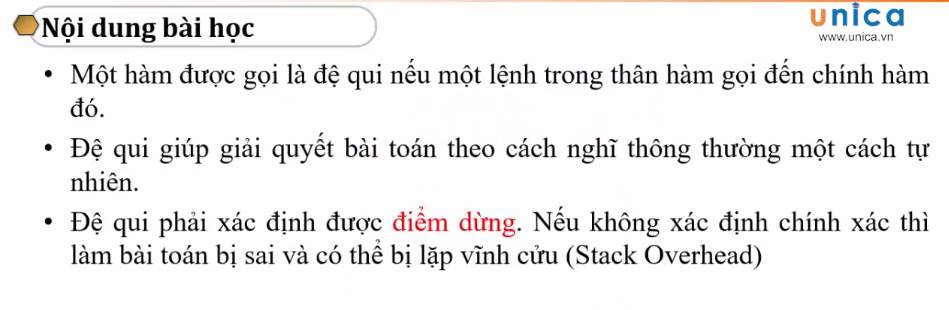 Nội dung bài học
unica
www.unica.vn
• Một hàm được gọi là đệ qui nếu một lệnh trong thân hàm gọi đến chính hàm
đó.
• Đệ qui giúp giải quyết bài toán theo cách nghĩ thông thường một cách tự
nhiên.
• Đệ qui phải xác định được điểm dừng. Nếu không xác định chính xác thì
làm bài toán bị sai và có thể bị lặp vĩnh cửu (Stack Overhead)